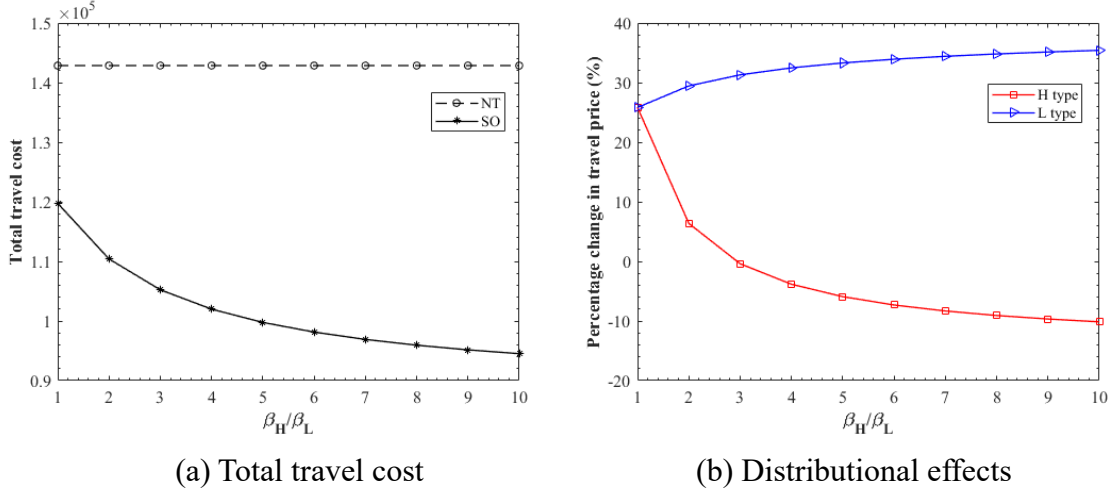 ×10⁵
1.5
1.4
1.3
1.2
1.1
1
0.9
Total travel cost
NT
SO
1 2 3 4 5 6 7 8 9 10
β_H/β_L
(a) Total travel cost
40
30
20
10
0
-10
-20
Percentage change in travel price (%)
H type
L type
1 2 3 4 5 6 7 8 9 10
β_H/β_L
(b) Distributional effects